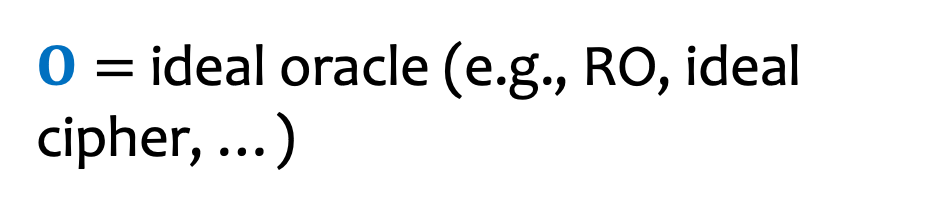 O = ideal oracle (e.g., RO, ideal
cipher, … )